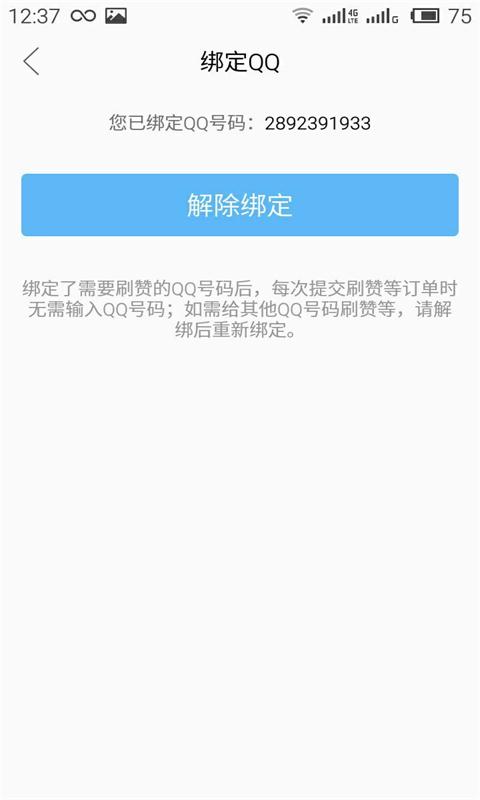 12:37 4G LTE G 75
绑定QQ
您已绑定QQ号码：2892391933
解除绑定
绑定了需要刷赞的QQ号码后，每次提交刷赞等订单时
无需输入QQ号码；如需给其他QQ号码刷赞等，请解
绑后重新绑定。